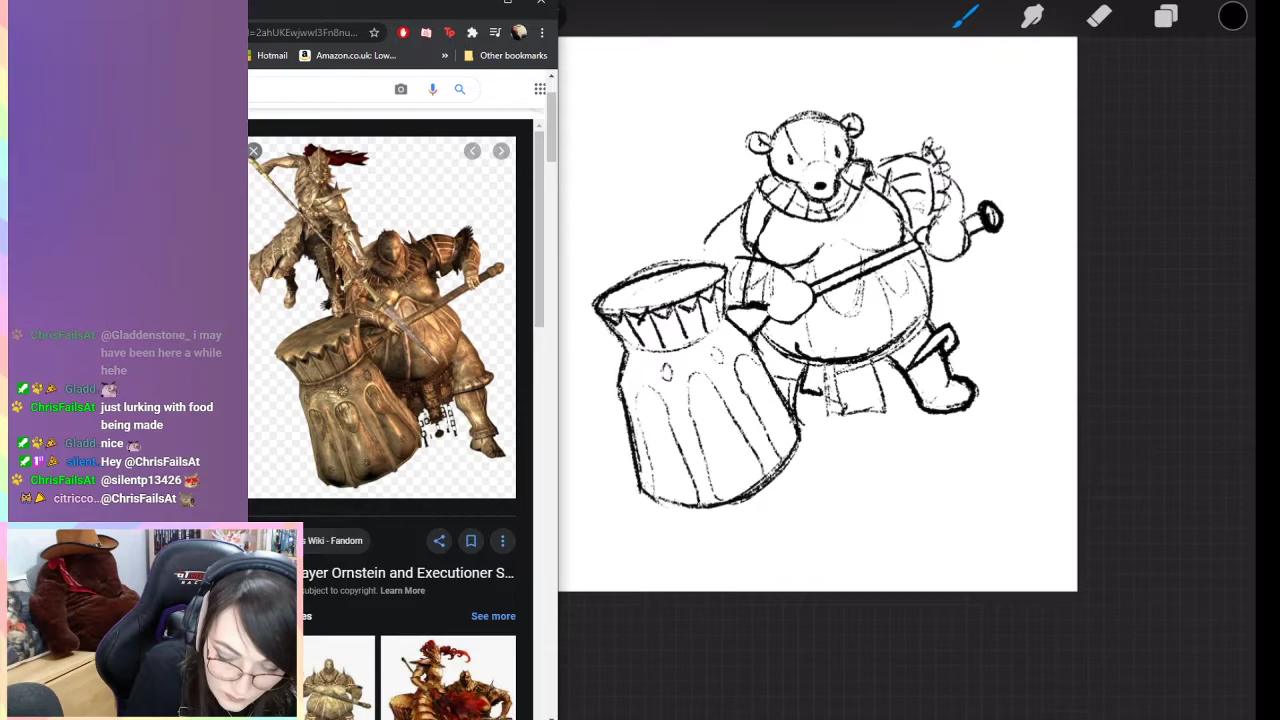 =2ahUKEwjwwI3Fn8nu...
Hotmail
Amazon.co.uk: Low...
»
Other bookmarks
ChrisFailsAt @Gladdenstone_ i may
have been here a while
hehe
Gladd
ChrisFailsAt just lurking with food
being made
Gladd nice
silent. Hey @ChrisFailsAt
ChrisFailsAt @silentp13426
citricco... @ChrisFailsAt
s Wiki - Fandom
ayer Ornstein and Executioner S...
ubject to copyright. Learn More
es
See more